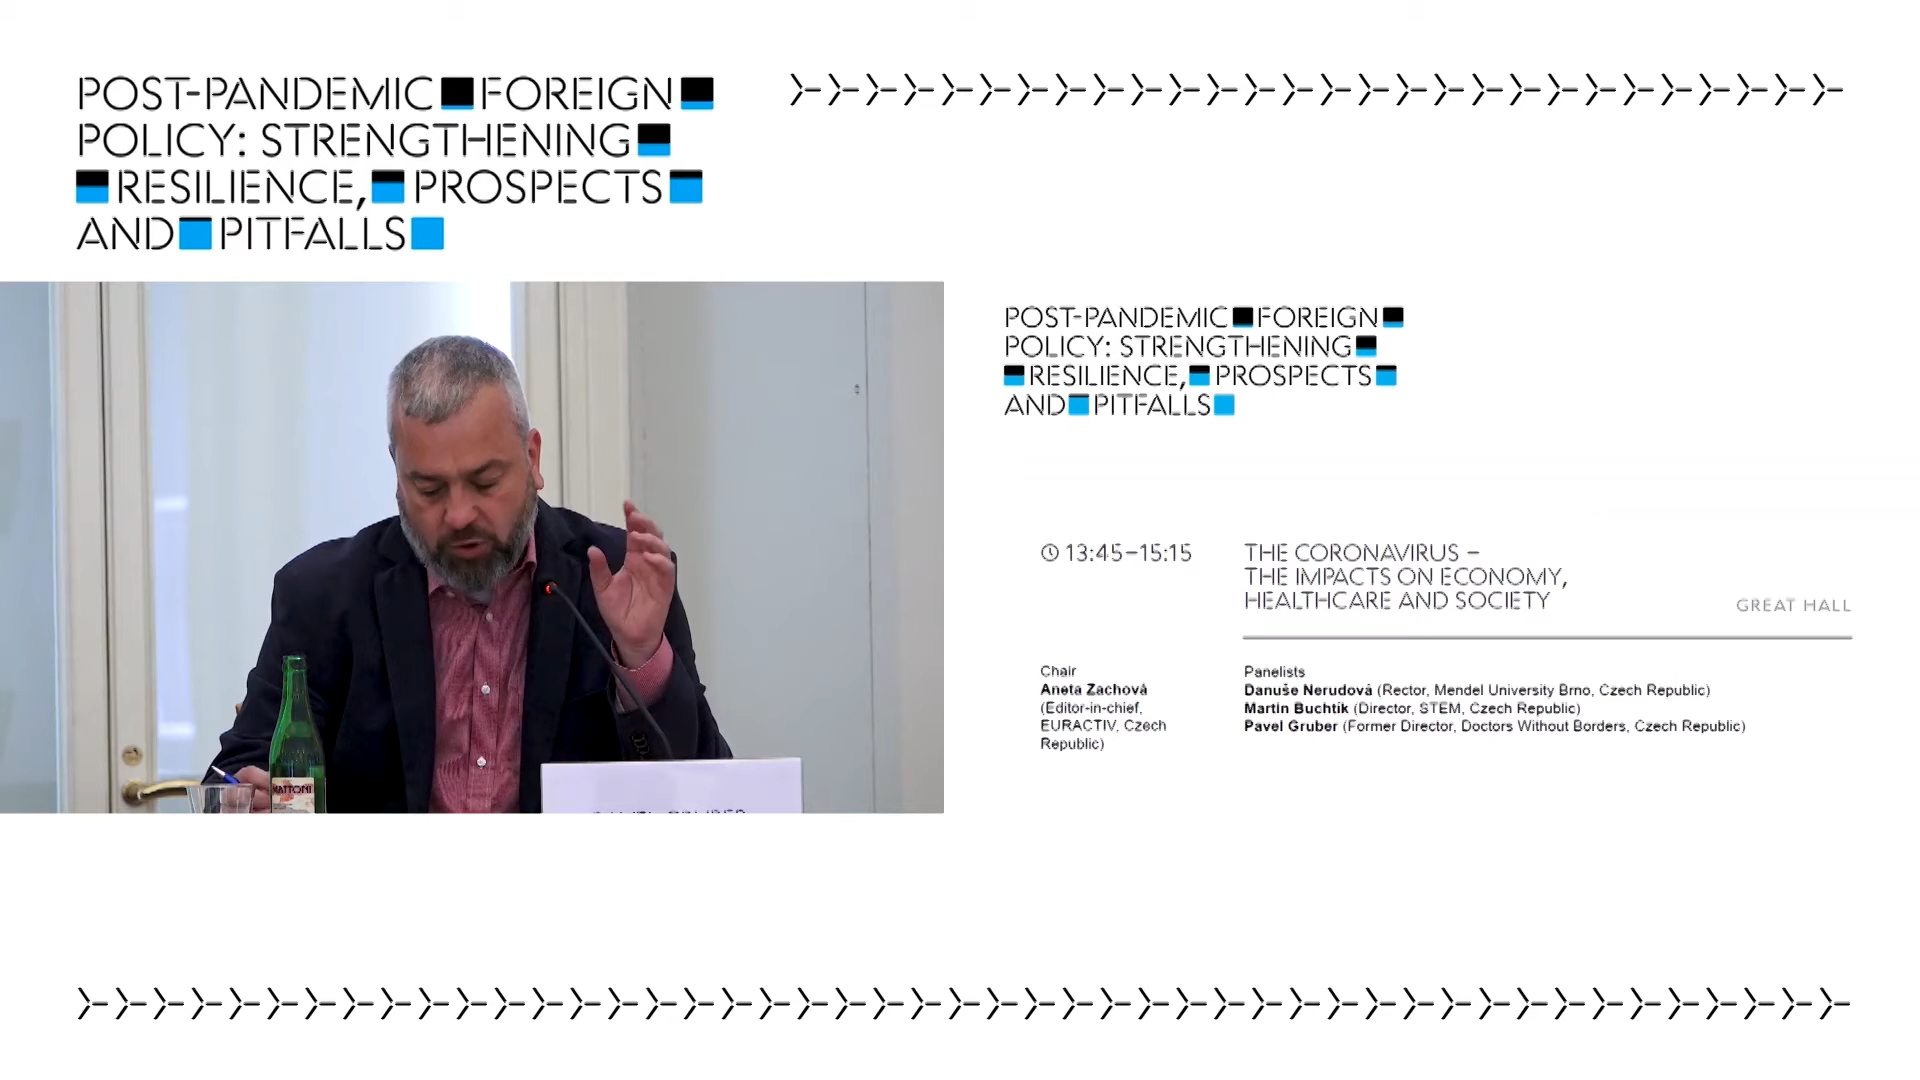 POST-PANDEMIC FOREIGN
POLICY: STRENGTHENING
RESILIENCE, PROSPECTS
AND PITFALLS
POST-PANDEMIC FOREIGN
POLICY: STRENGTHENING
RESILIENCE, PROSPECTS
AND PITFALLS
13:45–15:15
THE CORONAVIRUS –
THE IMPACTS ON ECONOMY,
HEALTHCARE AND SOCIETY
GREAT HALL
Chair
Aneta Zachová
(Editor-in-chief,
EURACTIV, Czech
Republic)
Panelists
Danuše Nerudová (Rector, Mendel University Brno, Czech Republic)
Martin Buchtík (Director, STEM, Czech Republic)
Pavel Gruber (Former Director, Doctors Without Borders, Czech Republic)
MATTONI